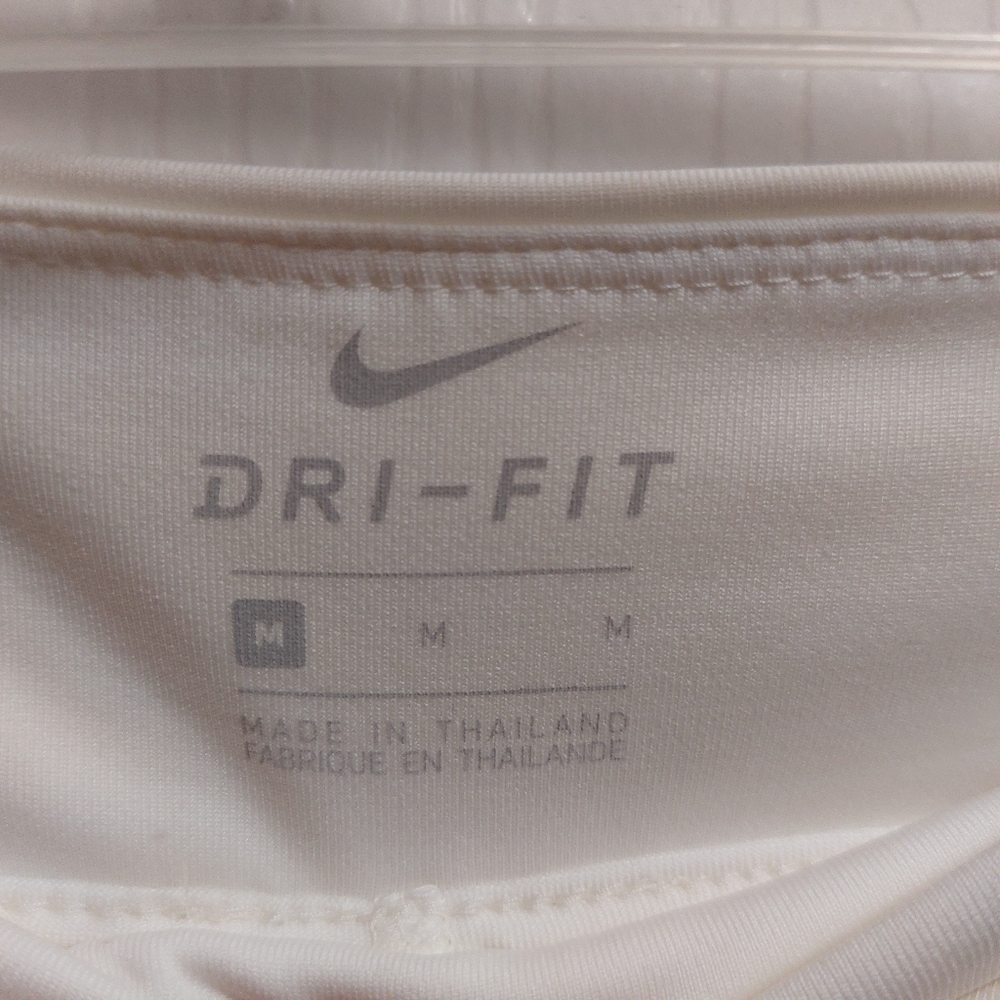 DRI-FIT
M M M
MADE IN THAILAND
FABRIQUE EN THAILANDE